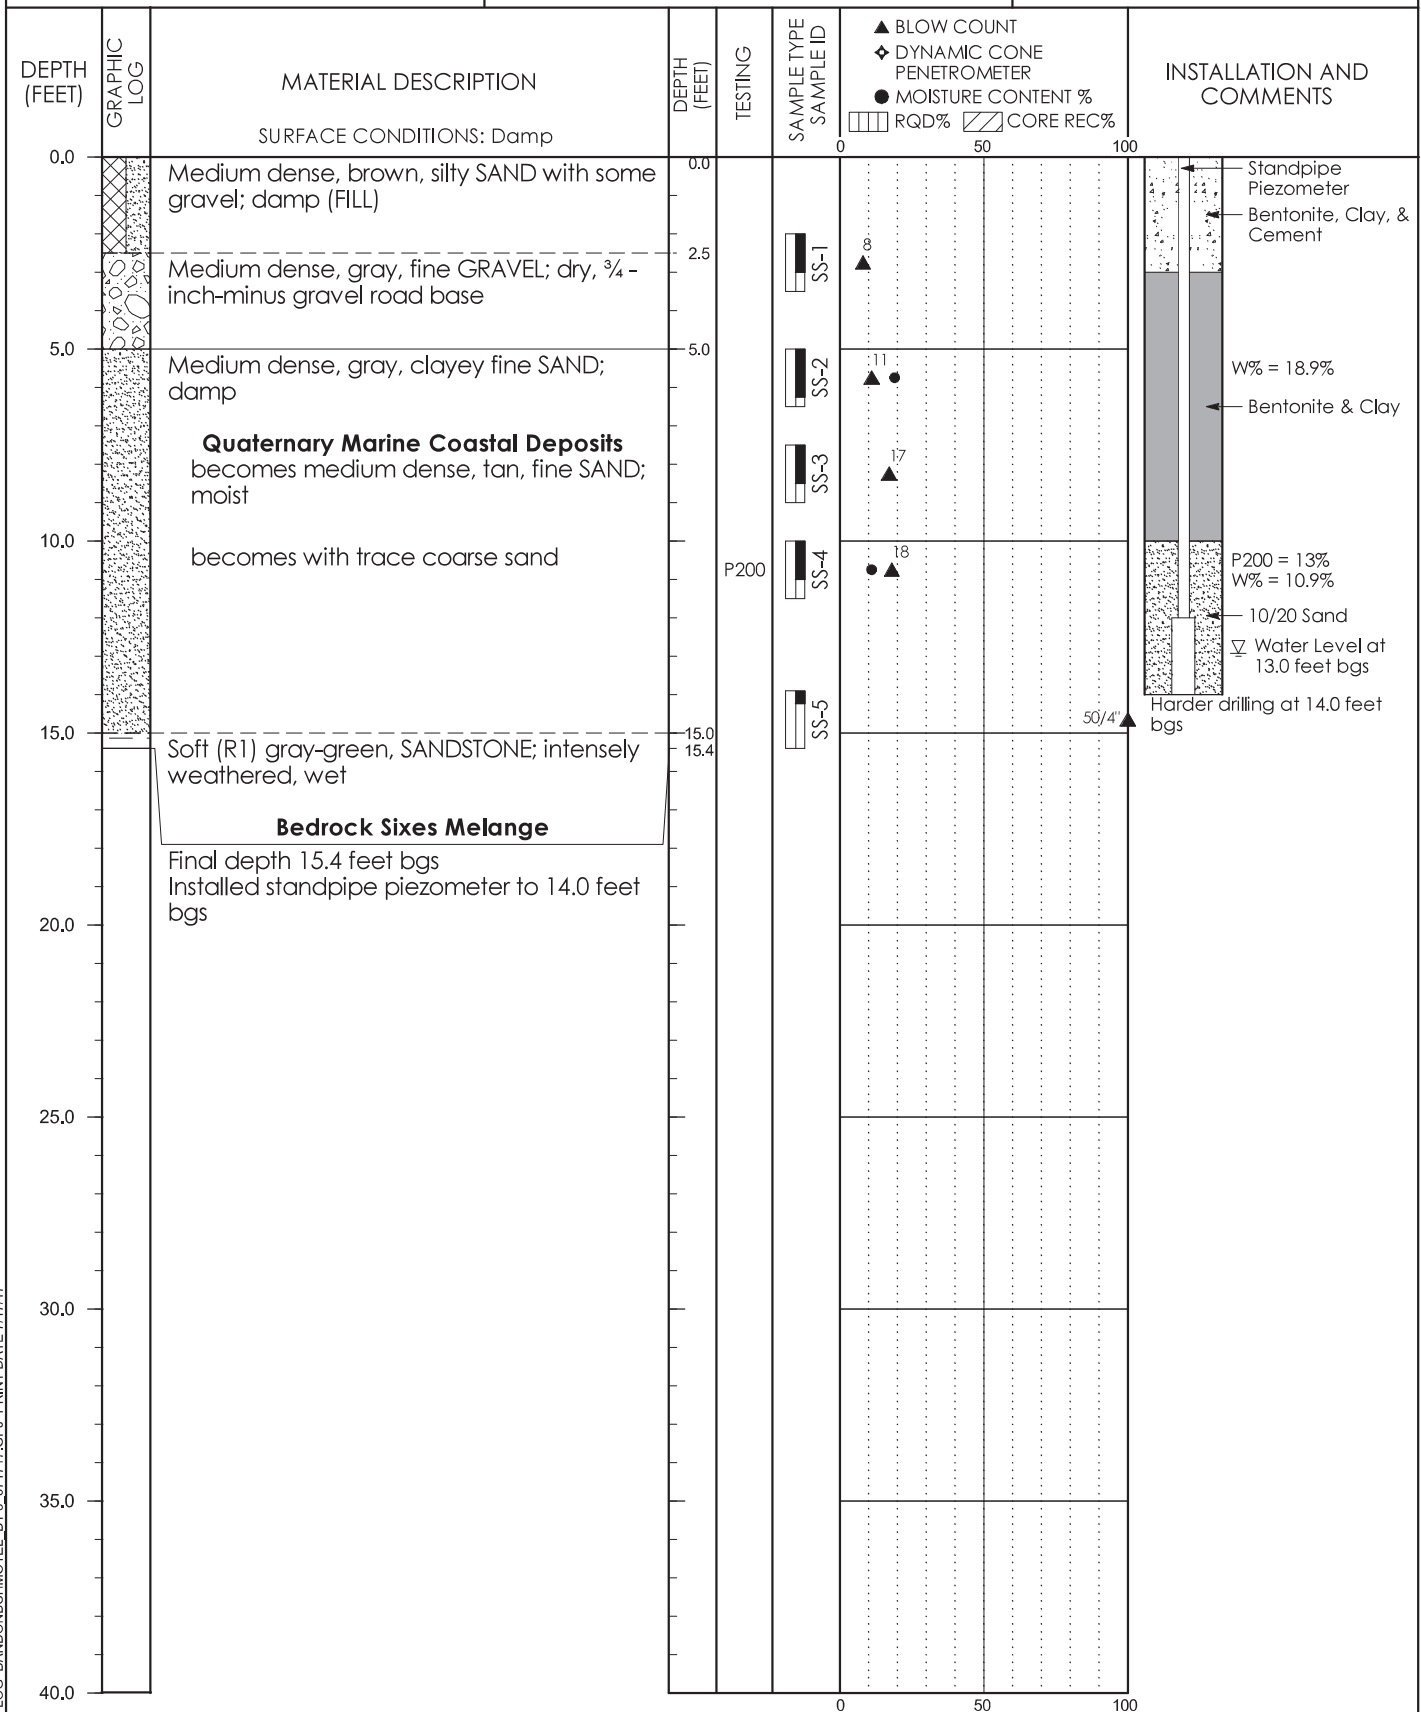 DEPTH
(FEET)
GRAPHIC
LOG
MATERIAL DESCRIPTION
SURFACE CONDITIONS: Damp
DEPTH
(FEET)
TESTING
SAMPLE TYPE
SAMPLE ID
▲ BLOW COUNT
DYNAMIC CONE
PENETROMETER
● MOISTURE CONTENT %
RQD% CORE REC%
0 50 100
INSTALLATION AND
COMMENTS
0.0
5.0
10.0
15.0
20.0
25.0
30.0
35.0
40.0
Medium dense, brown, silty SAND with some
gravel; damp (FILL)
Medium dense, gray, fine GRAVEL; dry, ¾ -
inch-minus gravel road base
Medium dense, gray, clayey fine SAND;
damp
Quaternary Marine Coastal Deposits
becomes medium dense, tan, fine SAND;
moist
becomes with trace coarse sand
Soft (R1) gray-green, SANDSTONE; intensely
weathered, wet
Bedrock Sixes Melange
Final depth 15.4 feet bgs
Installed standpipe piezometer to 14.0 feet
bgs
0.0
2.5
5.0
15.0
15.4
P200
SS-1
SS-2
SS-3
SS-4
SS-5
8
11
17
18
50/4"
Standpipe
Piezometer
Bentonite, Clay, &
Cement
W% = 18.9%
Bentonite & Clay
P200 = 13%
W% = 10.9%
10/20 Sand
Water Level at
13.0 feet bgs
Harder drilling at 14.0 feet
bgs
0 50 100